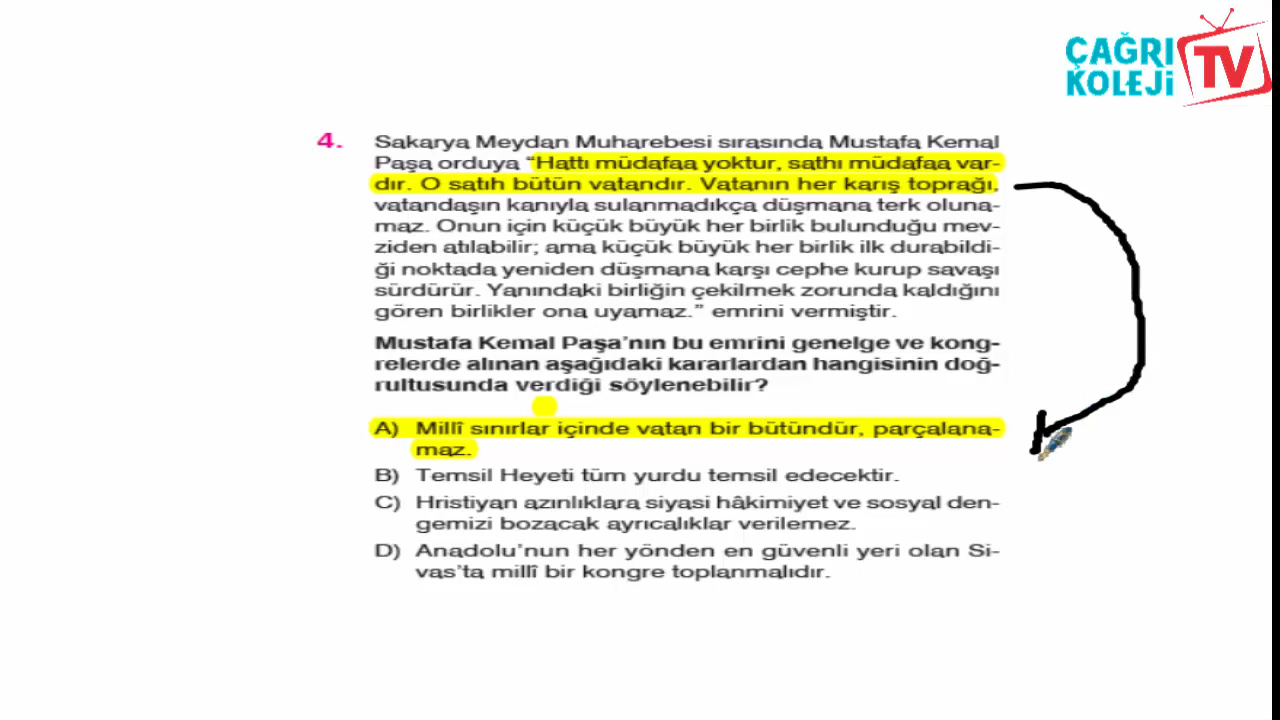 ÇAĞRI
KOLEJİ
TV
4. Sakarya Meydan Muharebesi sırasında Mustafa Kemal
Paşa orduya “Hattı müdafaa yoktur, sathı müdafaa var-
dır. O satıh bütün vatandır. Vatanın her karış toprağı,
vatandaşın kanıyla sulanmadıkça düşmana terk oluna-
maz. Onun için küçük büyük her birlik bulunduğu mev-
ziden atılabilir; ama küçük büyük her birlik ilk durabildi-
ği noktada yeniden düşmana karşı cephe kurup savaşı
sürdürür. Yanındaki birliğin çekilmek zorunda kaldığını
gören birlikler ona uyamaz.” emrini vermiştir.
Mustafa Kemal Paşa’nın bu emrini genelge ve kong-
relerde alınan aşağıdaki kararlardan hangisinin doğ-
rultusunda verdiği söylenebilir?
A) Millî sınırlar içinde vatan bir bütündür, parçalana-
maz.
B) Temsil Heyeti tüm yurdu temsil edecektir.
C) Hristiyan azınlıklara siyasi hâkimiyet ve sosyal den-
gemizi bozacak ayrıcalıklar verilemez.
D) Anadolu’nun her yönden en güvenli yeri olan Si-
vas’ta millî bir kongre toplanmalıdır.